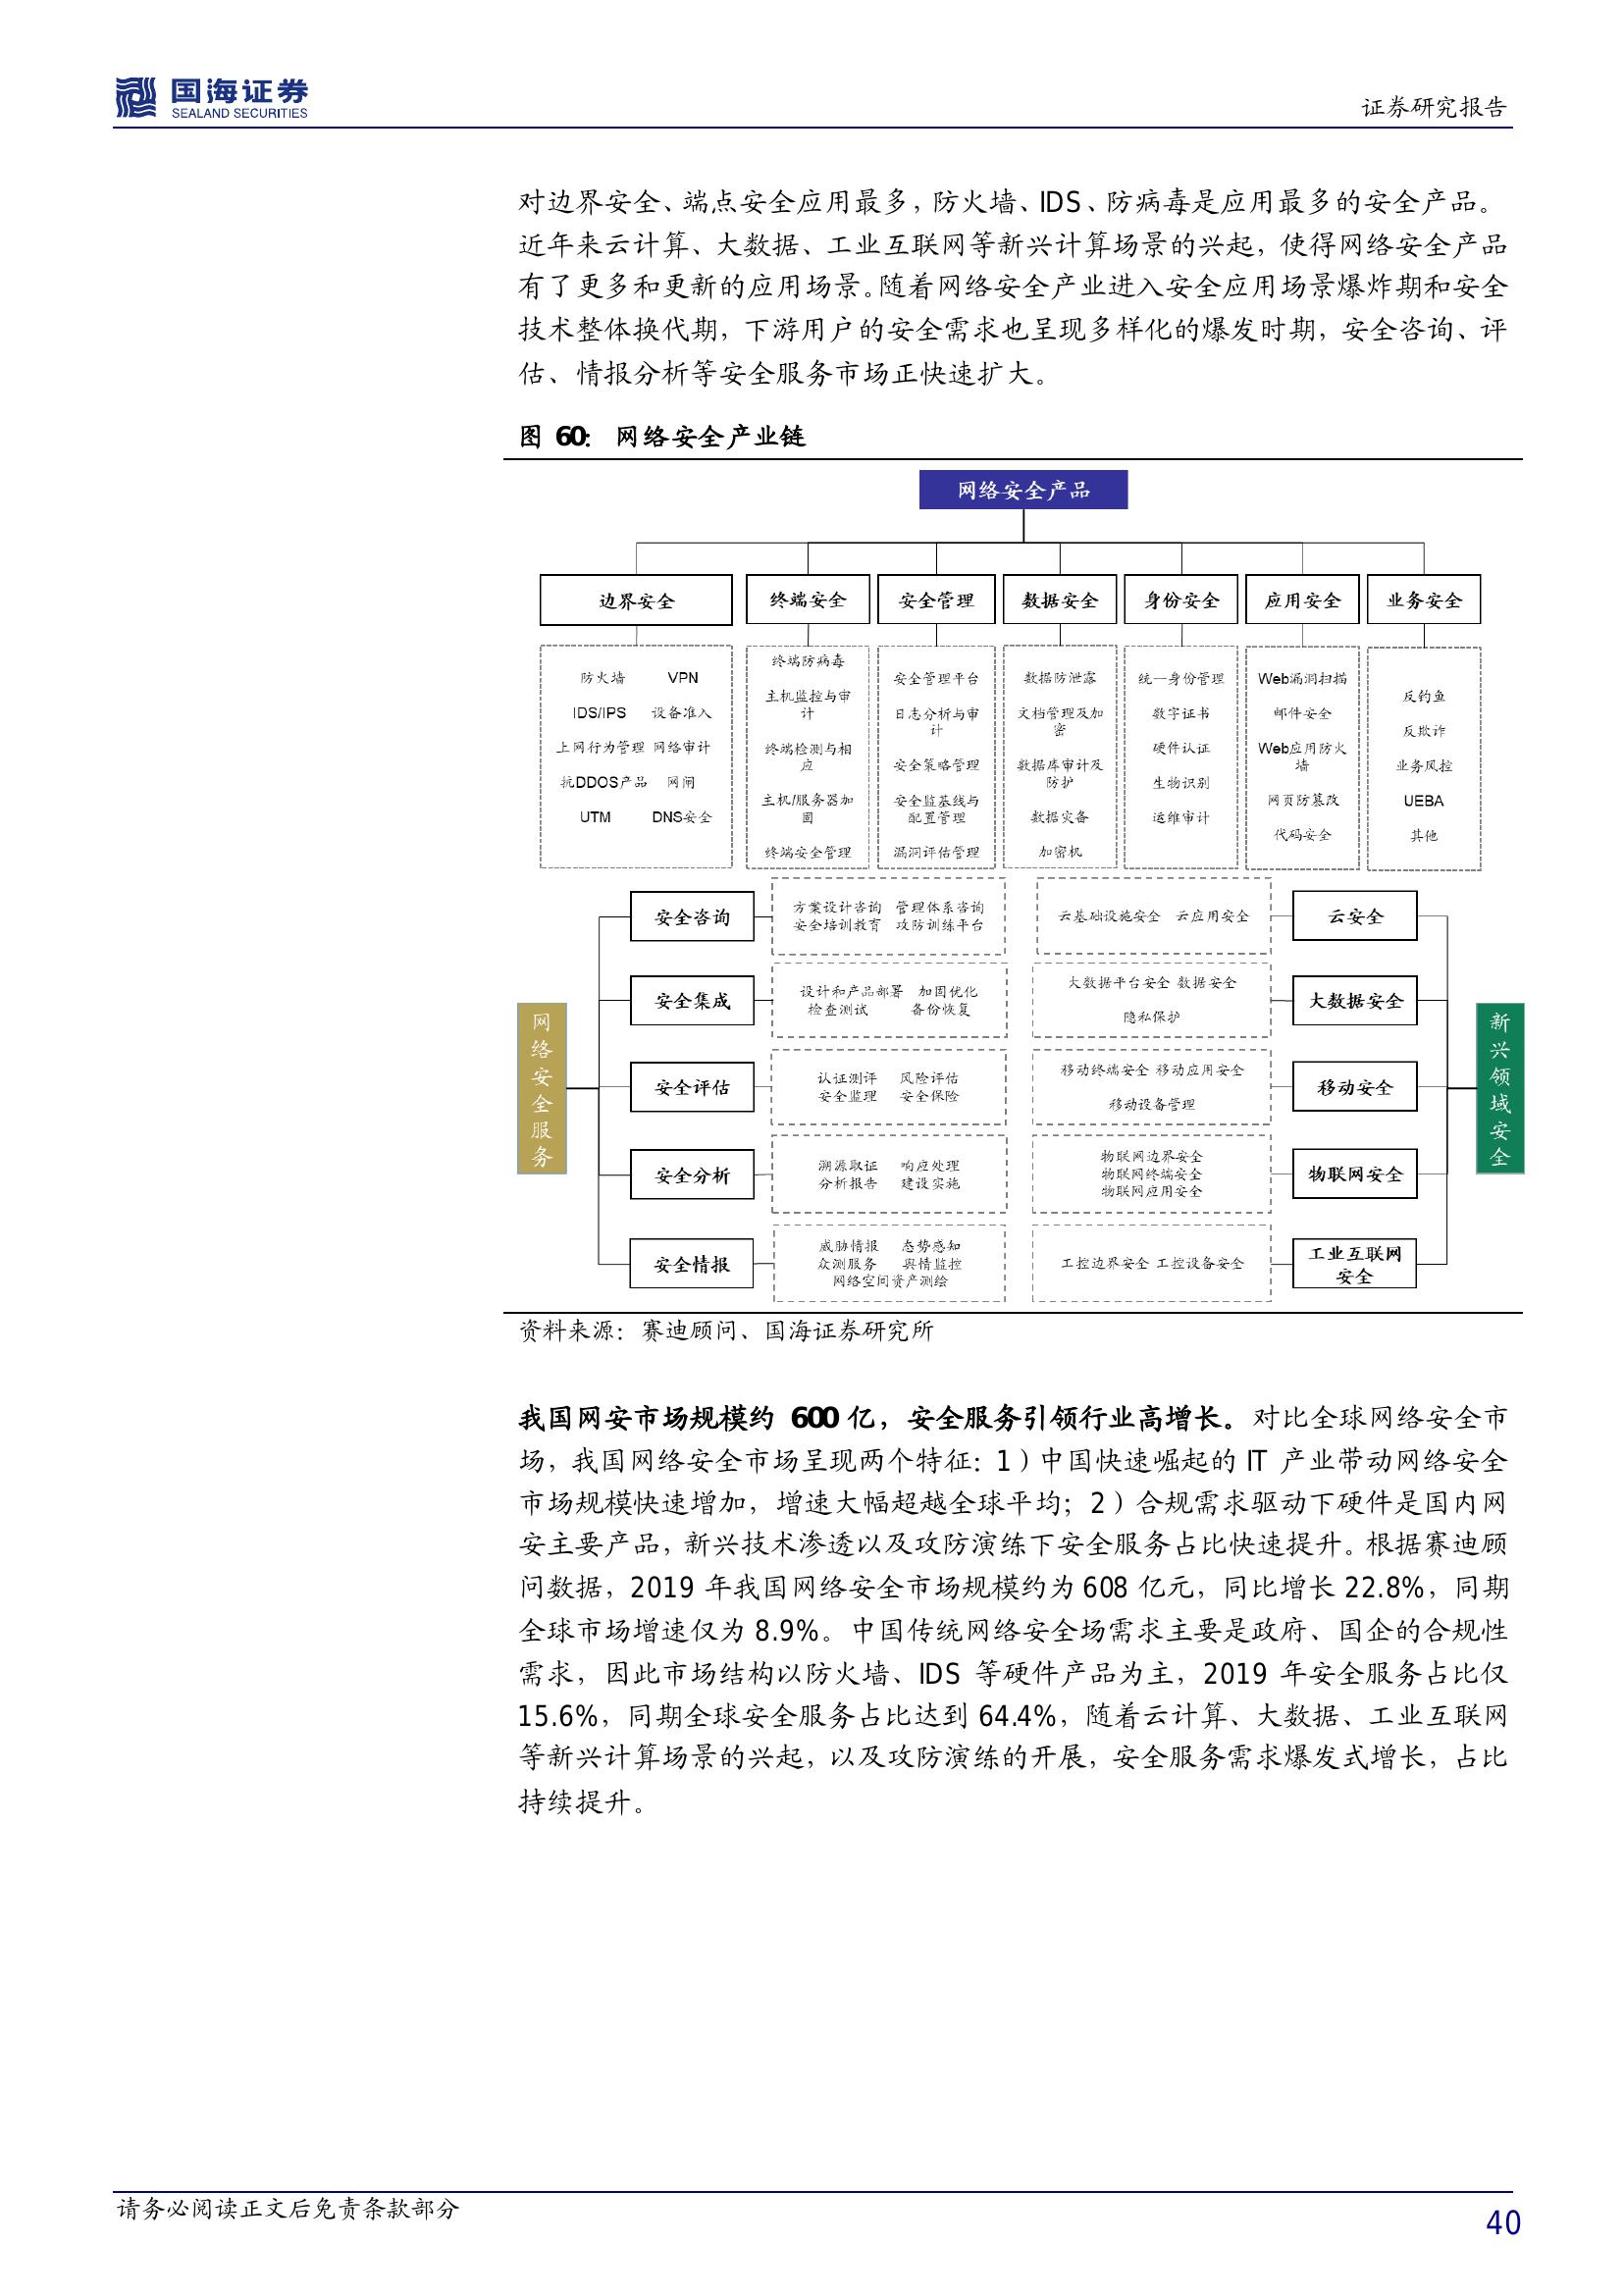 国海证券
SEALAND SECURITIES
证券研究报告
对边界安全、端点安全应用最多，防火墙、IDS、防病毒是应用最多的安全产品。
近年来云计算、大数据、工业互联网等新兴计算场景的兴起，使得网络安全产品
有了更多和更新的应用场景。随着网络安全产业进入安全应用场景爆炸期和安全
技术整体换代期，下游用户的安全需求也呈现多样化的爆发时期，安全咨询、评
估、情报分析等安全服务市场正快速扩大。
图 60： 网络安全产业链
网络安全产品
边界安全 终端安全 安全管理 数据安全 身份安全 应用安全 业务安全
防火墙 VPN
IDS/IPS 设备准入
上网行为管理 网络审计
抗DDOS产品 网闸
UTM DNS安全
终端防病毒
主机监控与审
计
终端检测与相
应
主机/服务器加
固
终端安全管理
安全管理平台
日志分析与审
计
安全策略管理
安全监基线与
配置管理
漏洞评估管理
数据防泄露
文档管理及加
密
数据库审计及
防护
数据灾备
加密机
统一身份管理
数字证书
硬件认证
生物识别
运维审计
Web漏洞扫描
邮件安全
Web应用防火
墙
网页防篡改
代码安全
反钓鱼
反欺诈
业务风控
UEBA
其他
网络安全服务
安全咨询
方案设计咨询 管理体系咨询
安全培训教育 攻防训练平台
安全集成
设计和产品部署 加固优化
检查测试 备份恢复
安全评估
认证测评 风险评估
安全监理 安全保险
安全分析
溯源取证 响应处理
分析报告 建设实施
安全情报
威胁情报 态势感知
众测服务 舆情监控
网络空间资产测绘
云基础设施安全 云应用安全
云安全
大数据平台安全 数据安全
隐私保护
大数据安全
移动终端安全 移动应用安全
移动设备管理
移动安全
物联网边界安全
物联网终端安全
物联网应用安全
物联网安全
工控边界安全 工控设备安全
工业互联网
安全
新兴领域安全
资料来源：赛迪顾问、国海证券研究所
我国网安市场规模约 600 亿，安全服务引领行业高增长。对比全球网络安全市
场，我国网络安全市场呈现两个特征：1）中国快速崛起的 IT 产业带动网络安全
市场规模快速增加，增速大幅超越全球平均；2）合规需求驱动下硬件是国内网
安主要产品，新兴技术渗透以及攻防演练下安全服务占比快速提升。根据赛迪顾
问数据，2019 年我国网络安全市场规模约为 608 亿元，同比增长 22.8%，同期
全球市场增速仅为 8.9%。中国传统网络安全场需求主要是政府、国企的合规性
需求，因此市场结构以防火墙、IDS 等硬件产品为主，2019 年安全服务占比仅
15.6%，同期全球安全服务占比达到 64.4%，随着云计算、大数据、工业互联网
等新兴计算场景的兴起，以及攻防演练的开展，安全服务需求爆发式增长，占比
持续提升。
请务必阅读正文后免责条款部分
40